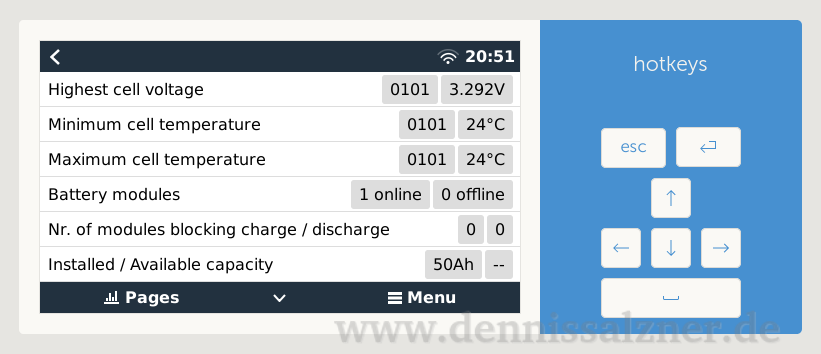 20:51
hotkeys
Highest cell voltage 0101 3.292V
Minimum cell temperature 0101 24°C
Maximum cell temperature 0101 24°C
Battery modules 1 online 0 offline
Nr. of modules blocking charge / discharge 0 0
Installed / Available capacity 50Ah --
Pages Menu
esc
www.dennissalzner.de